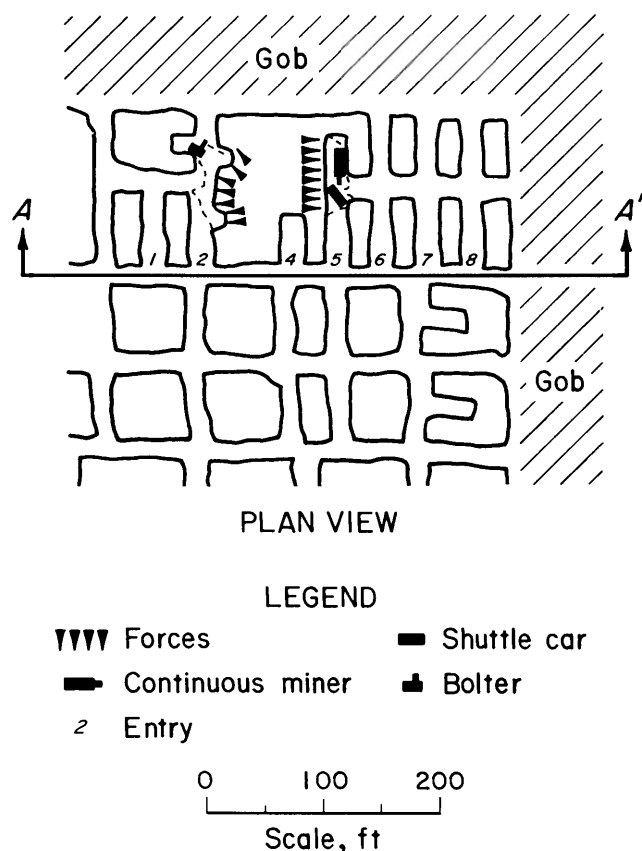 Gob
A A'
1 2 4 5 6 7 8
Gob
PLAN VIEW
LEGEND
Forces Shuttle car
Continuous miner Bolter
2 Entry
0 100 200
Scale, ft